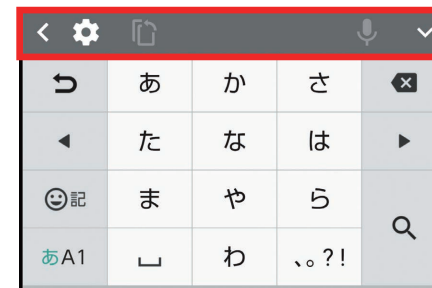 あ か さ
た な は
記 ま や ら
あA1 わ 、。?!